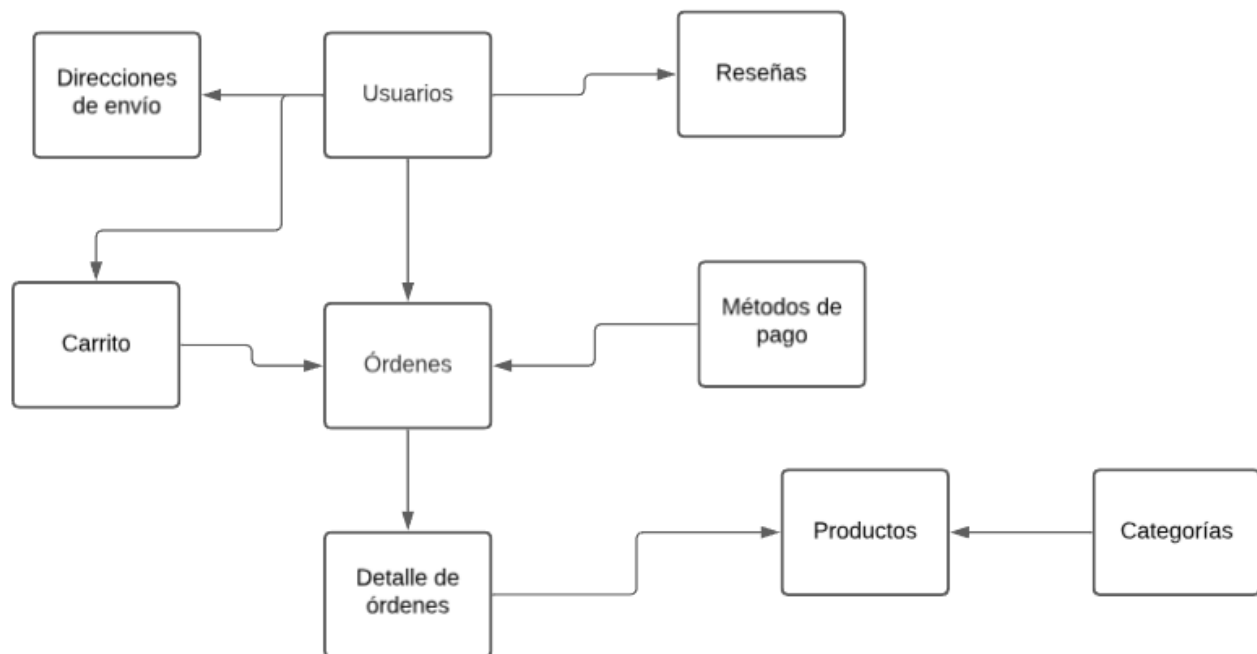 Direcciones
de envío
Usuarios
Reseñas
Carrito
Órdenes
Métodos de
pago
Detalle de
órdenes
Productos
Categorías